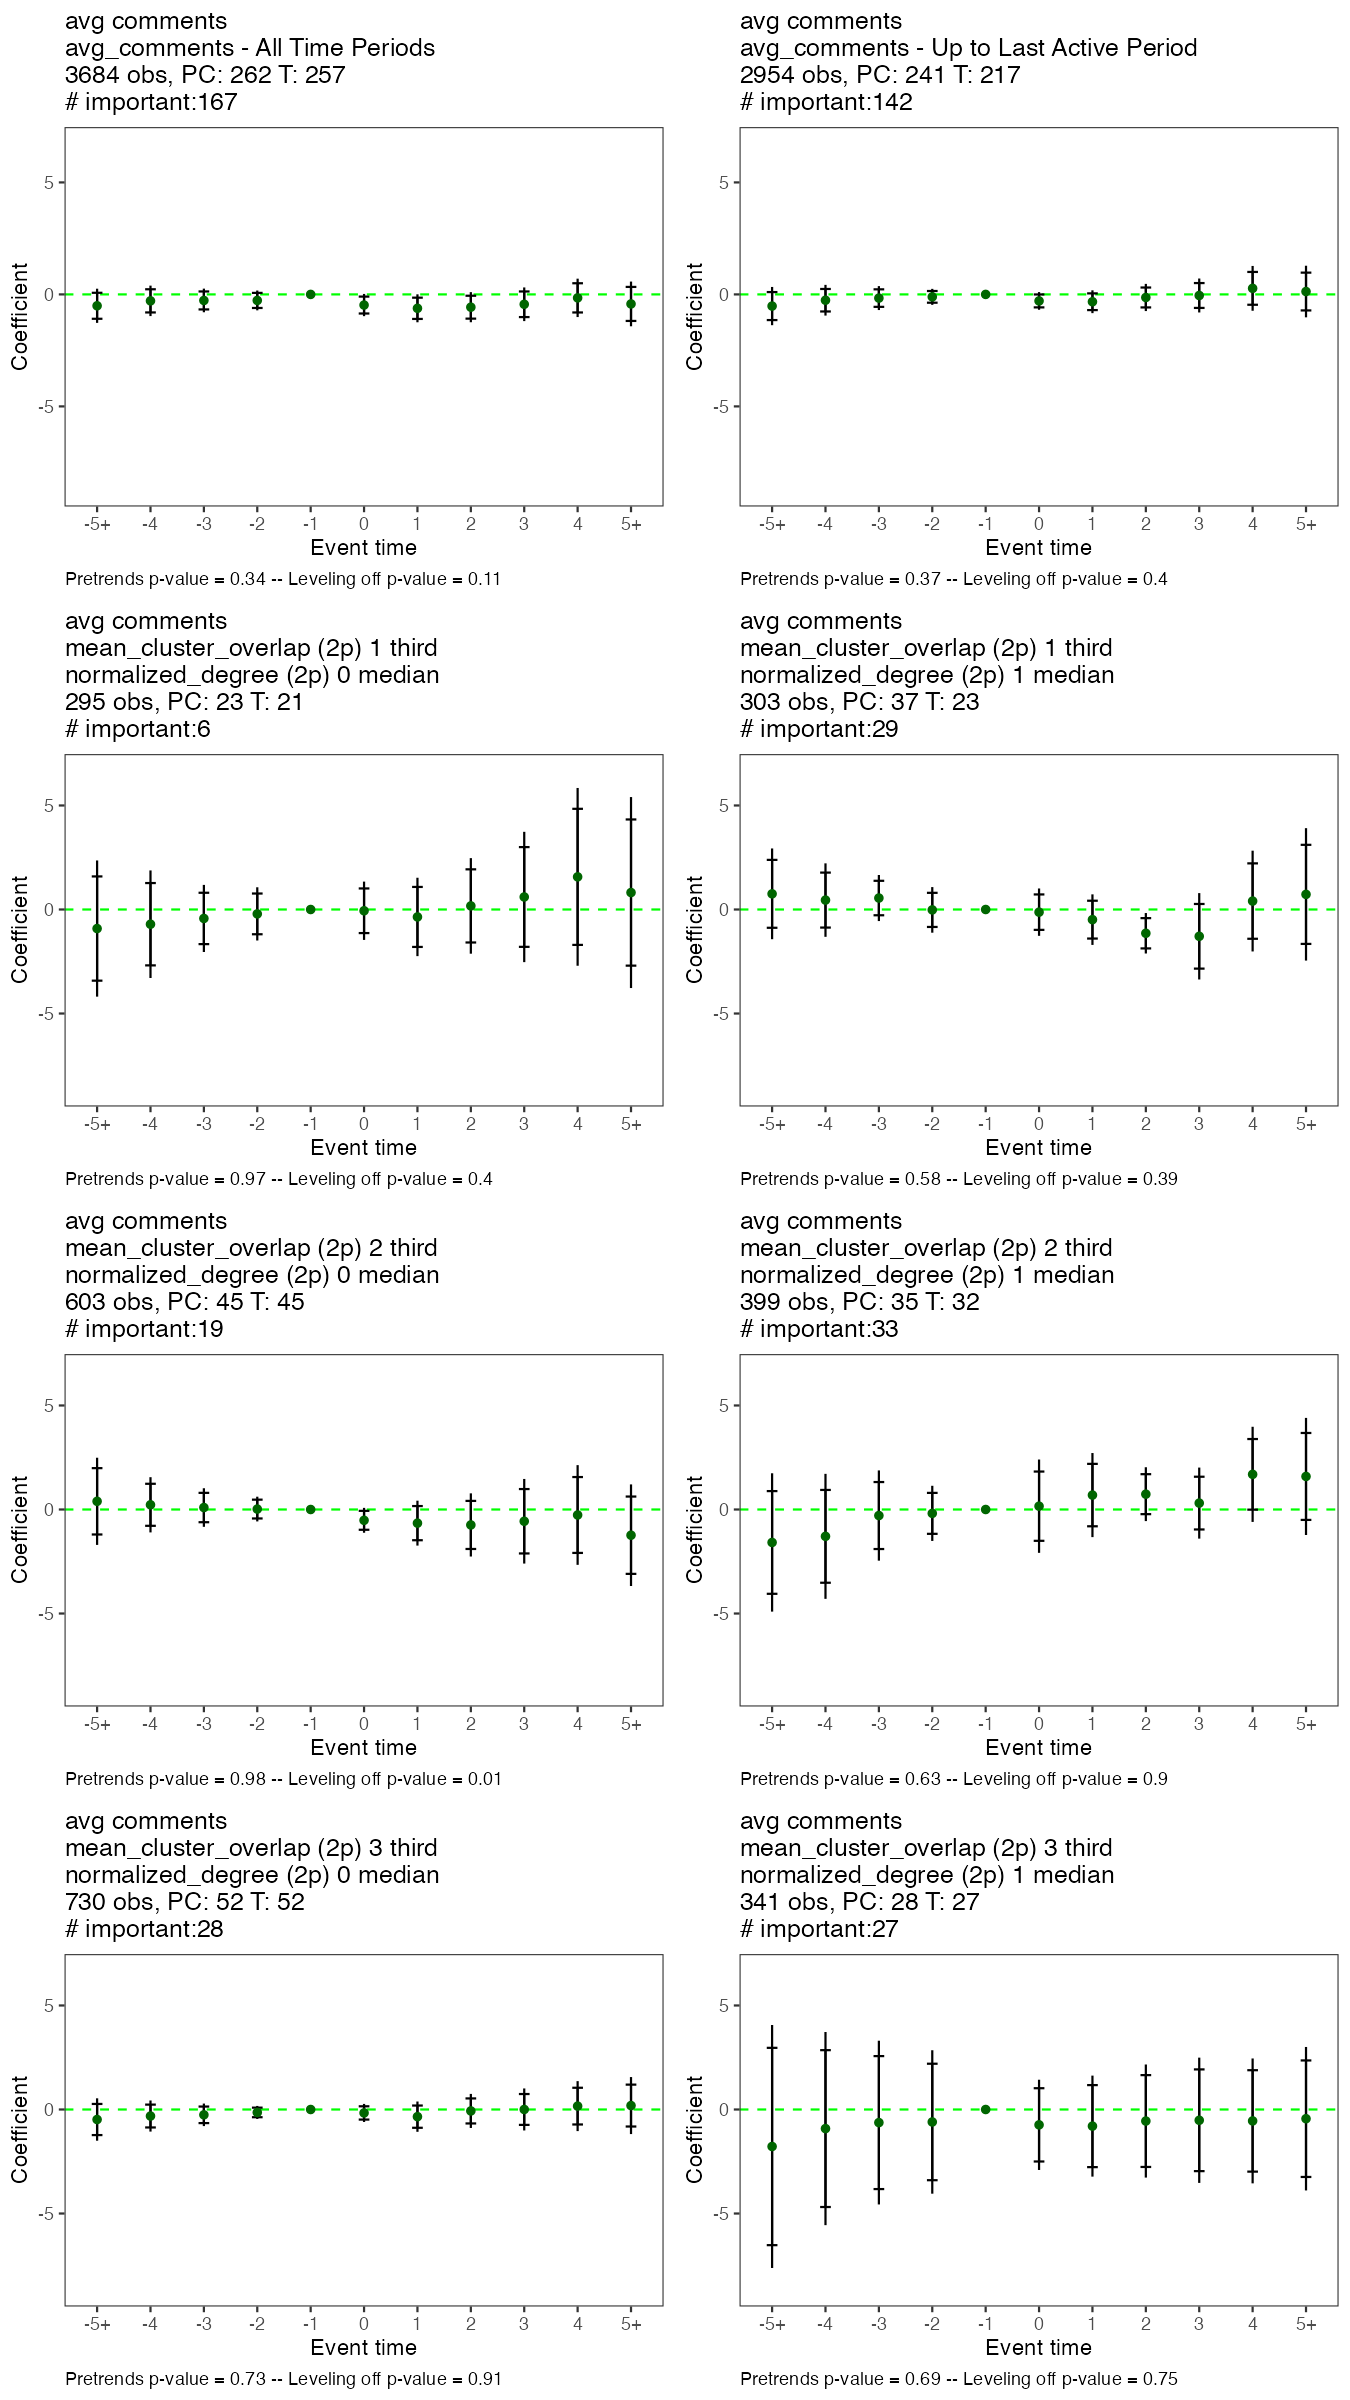 avg comments
avg_comments - All Time Periods
3684 obs, PC: 262 T: 257
# important:167
5
0
-5
Coefficient
-5+ -4 -3 -2 -1 0 1 2 3 4 5+
Event time
Pretrends p-value = 0.34 -- Leveling off p-value = 0.11
avg comments
avg_comments - Up to Last Active Period
2954 obs, PC: 241 T: 217
# important:142
5
0
-5
Coefficient
-5+ -4 -3 -2 -1 0 1 2 3 4 5+
Event time
Pretrends p-value = 0.37 -- Leveling off p-value = 0.4
avg comments
mean_cluster_overlap (2p) 1 third
normalized_degree (2p) 0 median
295 obs, PC: 23 T: 21
# important:6
5
0
-5
Coefficient
-5+ -4 -3 -2 -1 0 1 2 3 4 5+
Event time
Pretrends p-value = 0.97 -- Leveling off p-value = 0.4
avg comments
mean_cluster_overlap (2p) 1 third
normalized_degree (2p) 1 median
303 obs, PC: 37 T: 23
# important:29
5
0
-5
Coefficient
-5+ -4 -3 -2 -1 0 1 2 3 4 5+
Event time
Pretrends p-value = 0.58 -- Leveling off p-value = 0.39
avg comments
mean_cluster_overlap (2p) 2 third
normalized_degree (2p) 0 median
603 obs, PC: 45 T: 45
# important:19
5
0
-5
Coefficient
-5+ -4 -3 -2 -1 0 1 2 3 4 5+
Event time
Pretrends p-value = 0.98 -- Leveling off p-value = 0.01
avg comments
mean_cluster_overlap (2p) 2 third
normalized_degree (2p) 1 median
399 obs, PC: 35 T: 32
# important:33
5
0
-5
Coefficient
-5+ -4 -3 -2 -1 0 1 2 3 4 5+
Event time
Pretrends p-value = 0.63 -- Leveling off p-value = 0.9
avg comments
mean_cluster_overlap (2p) 3 third
normalized_degree (2p) 0 median
730 obs, PC: 52 T: 52
# important:28
5
0
-5
Coefficient
-5+ -4 -3 -2 -1 0 1 2 3 4 5+
Event time
Pretrends p-value = 0.73 -- Leveling off p-value = 0.91
avg comments
mean_cluster_overlap (2p) 3 third
normalized_degree (2p) 1 median
341 obs, PC: 28 T: 27
# important:27
5
0
-5
Coefficient
-5+ -4 -3 -2 -1 0 1 2 3 4 5+
Event time
Pretrends p-value = 0.69 -- Leveling off p-value = 0.75